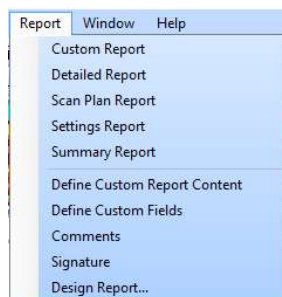 Report Window Help
Custom Report
Detailed Report
Scan Plan Report
Settings Report
Summary Report
Define Custom Report Content
Define Custom Fields
Comments
Signature
Design Report...